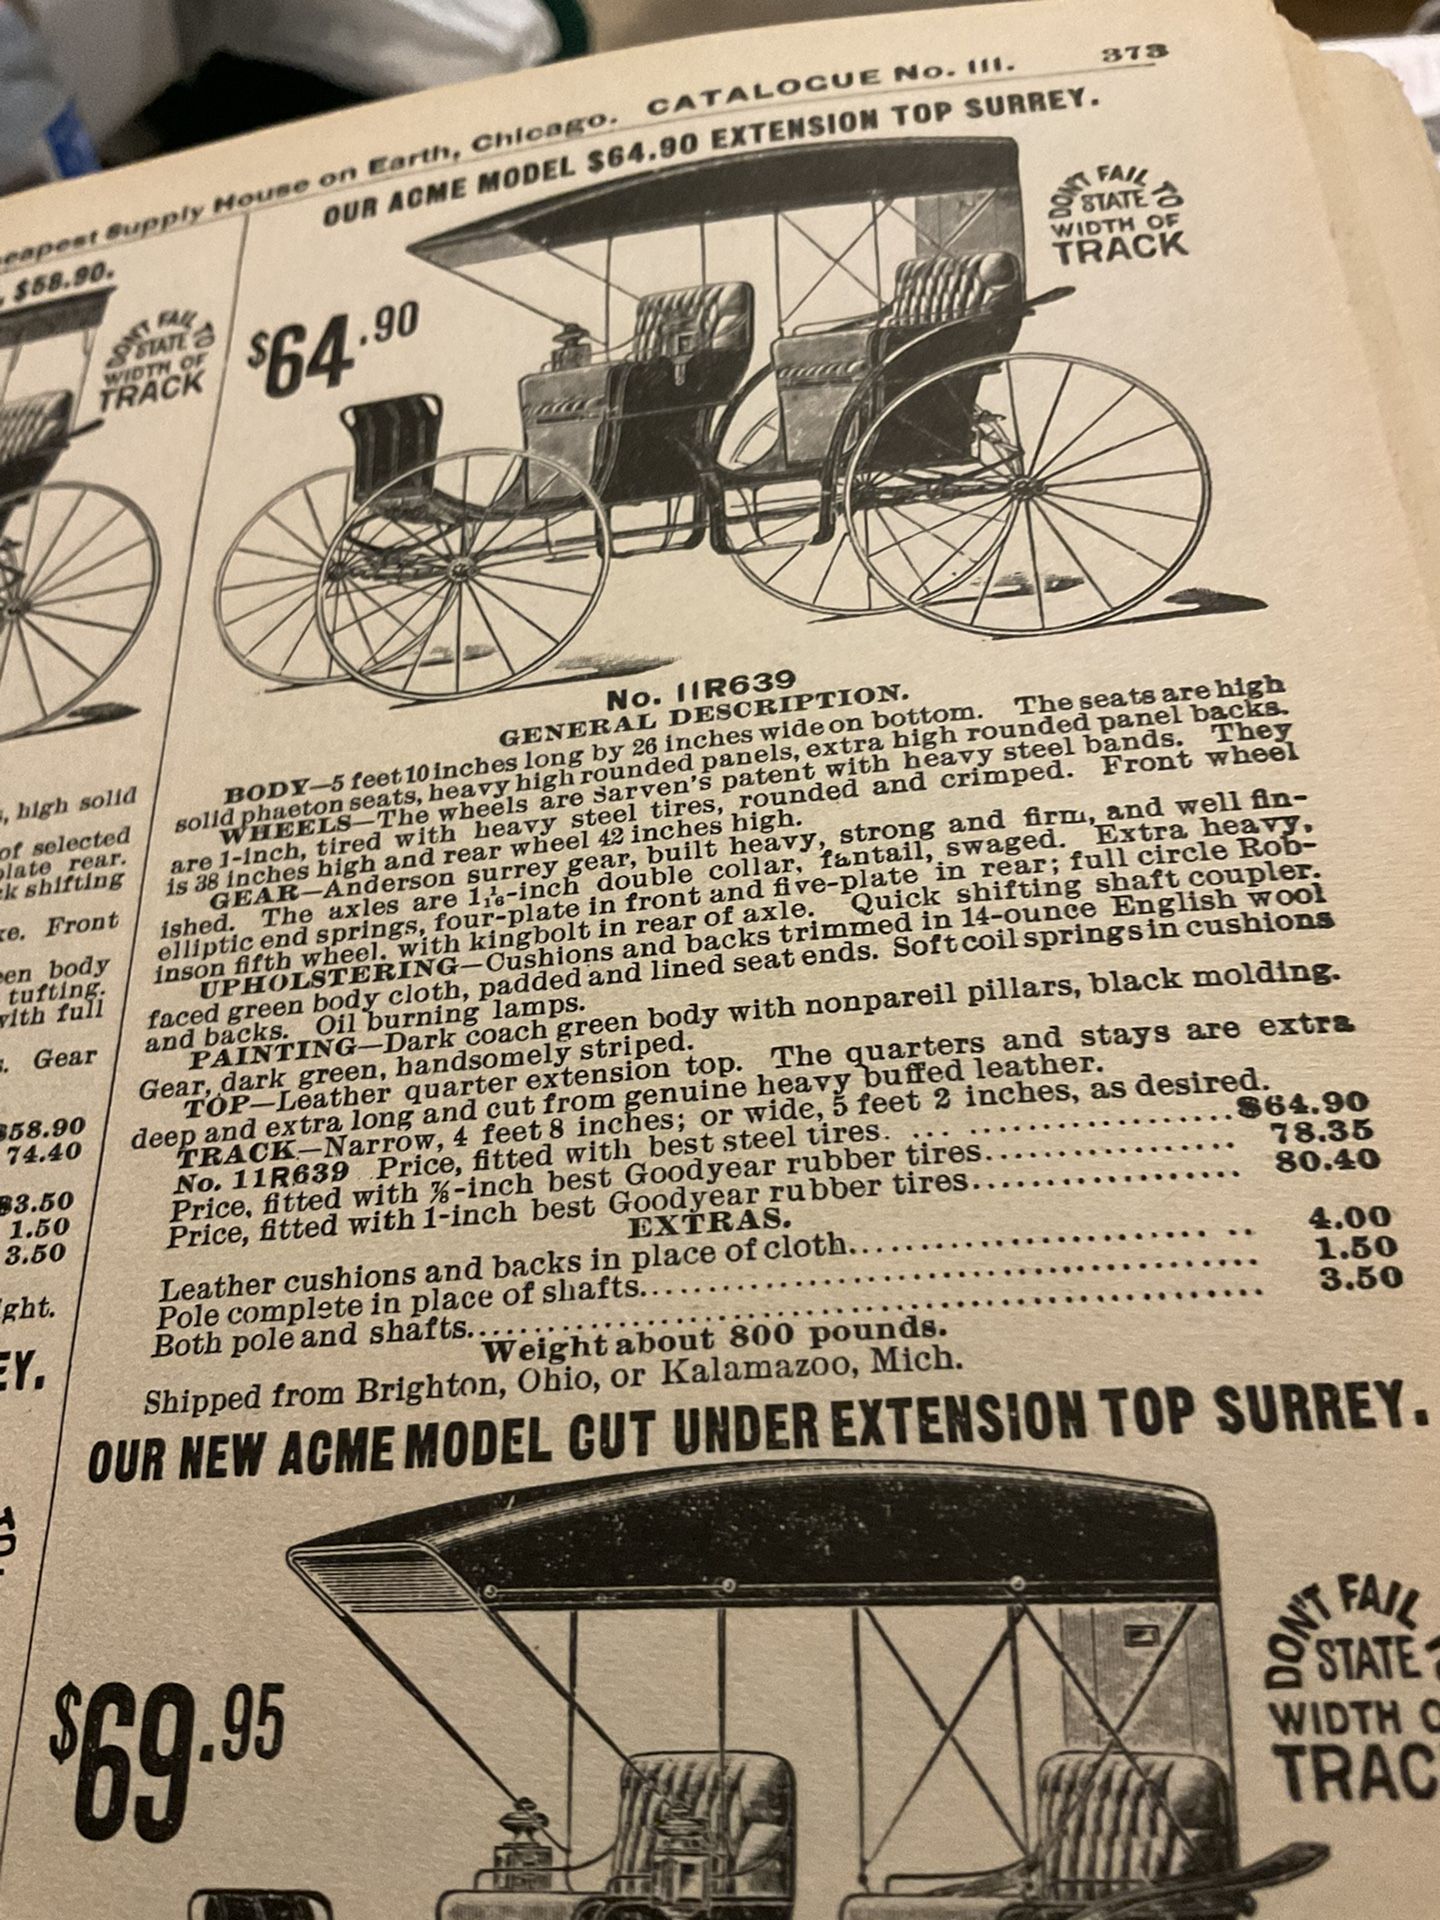 eapest Supply House on Earth, Chicago. CATALOGUE No. 111. 373
$58.90.
DON'T FAIL TO
STATE
WIDTH OF
TRACK
, high solid
of selected
plate rear.
k shifting
Front
een body
tufting.
with full
. Gear
$58.90
74.40
$3.50
1.50
3.50
ght.
EY.
OUR ACME MODEL $64.90 EXTENSION TOP SURREY.
DON'T FAIL TO
STATE
WIDTH OF
TRACK
$64.90
No. 11R639
GENERAL DESCRIPTION.
BODY—5 feet 10 inches long by 26 inches wide on bottom. The seats are high
solid phaeton seats, heavy high rounded panels, extra high rounded panel backs.
WHEELS—The wheels are Sarven's patent with heavy steel bands. They
are 1-inch, tired with heavy steel tires, rounded and crimped. Front wheel
is 38 inches high and rear wheel 42 inches high.
GEAR—Anderson surrey gear, built heavy, strong and firm, and well fin-
ished. The axles are 1 1/16-inch double collar, fantail, swaged. Extra heavy,
elliptic end springs, four-plate in front and five-plate in rear; full circle Rob-
inson fifth wheel, with kingbolt in rear of axle. Quick shifting shaft coupler.
UPHOLSTERING—Cushions and backs trimmed in 14-ounce English wool
faced green body cloth, padded and lined seat ends. Soft coil springs in cushions
and backs. Oil burning lamps.
PAINTING—Dark coach green body with nonpareil pillars, black molding.
Gear, dark green, handsomely striped.
TOP—Leather quarter extension top. The quarters and stays are extra
deep and extra long and cut from genuine heavy buffed leather.
TRACK—Narrow, 4 feet 8 inches; or wide, 5 feet 2 inches, as desired.
No. 11R639 Price, fitted with best steel tires. ... ..................$64.90
Price, fitted with ⅞-inch best Goodyear rubber tires................. 78.35
Price, fitted with 1-inch best Goodyear rubber tires.................. 80.40
EXTRAS.
Leather cushions and backs in place of cloth......................... .. 4.00
Pole complete in place of shafts........................................... 1.50
Both pole and shafts....................................................... 3.50
Weight about 800 pounds.
Shipped from Brighton, Ohio, or Kalamazoo, Mich.
OUR NEW ACME MODEL CUT UNDER EXTENSION TOP SURREY.
$69.95
DON'T FAIL T
STATE
WIDTH O
TRAC